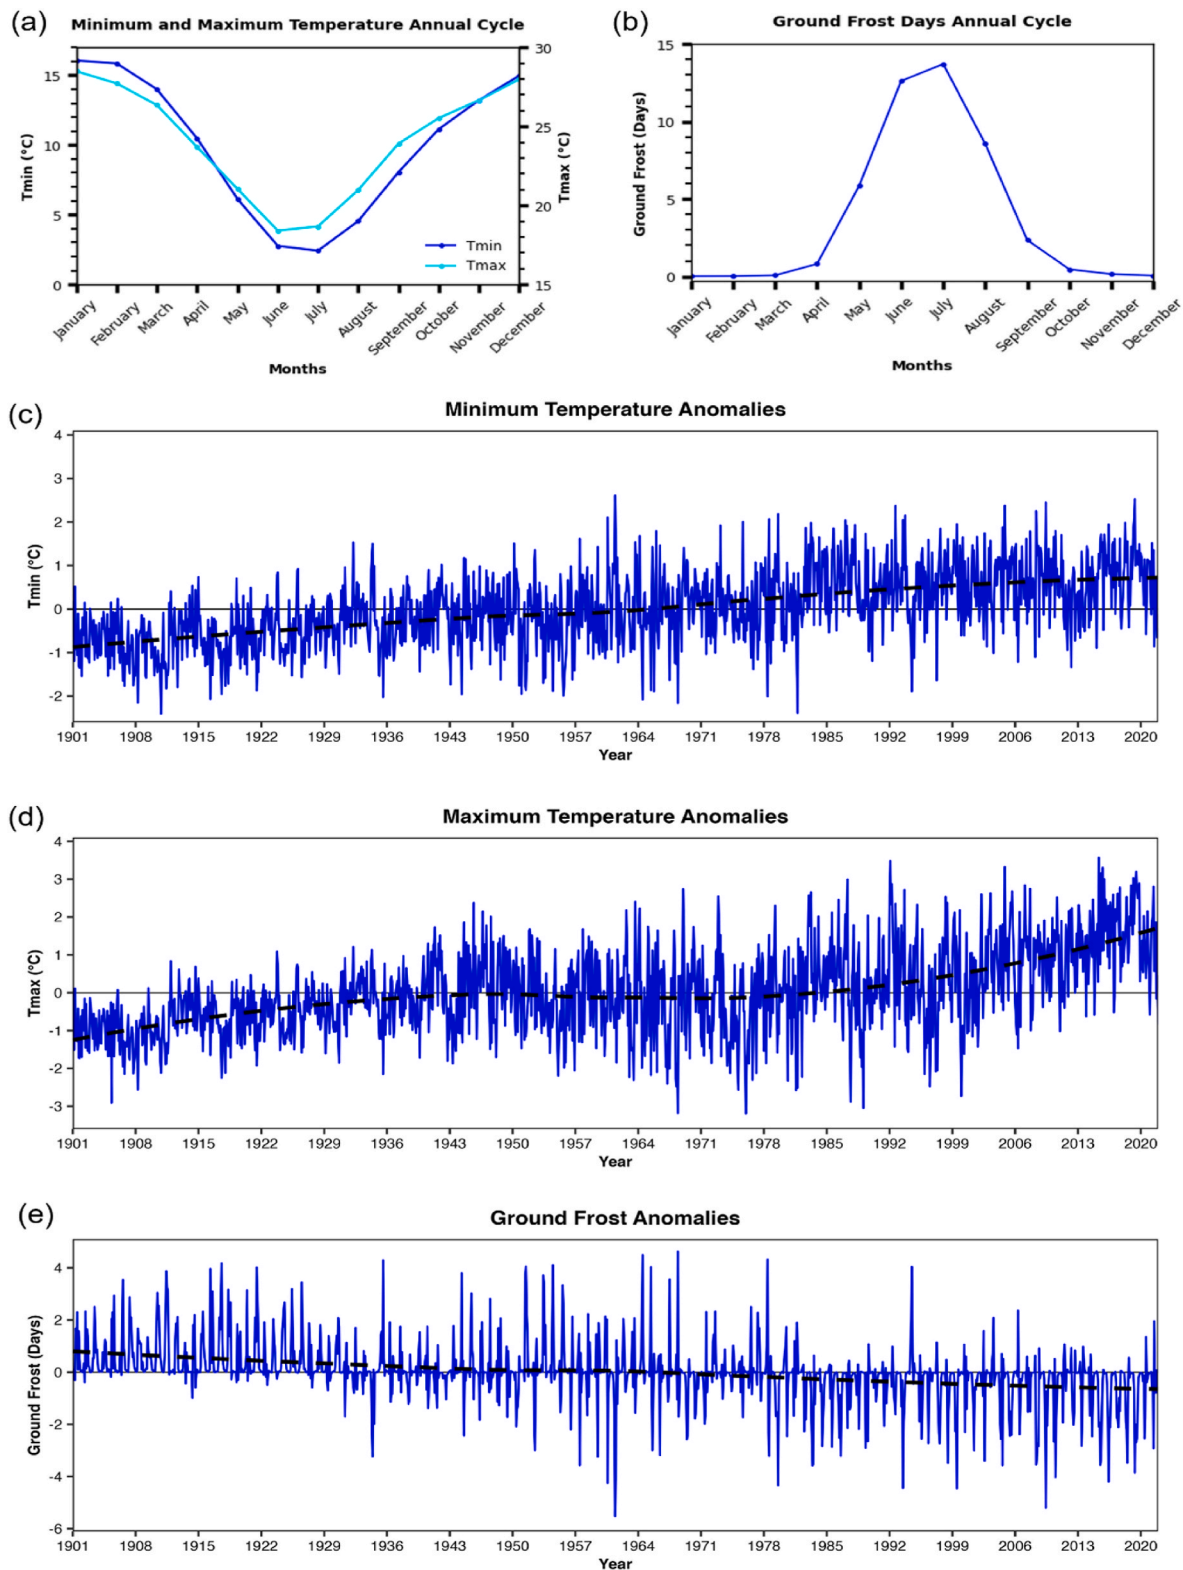 (a)
Minimum and Maximum Temperature Annual Cycle
15
10
5
0
Tmin (°C)
30
25
20
15
Tmax (°C)
Tmin
Tmax
January
February
March
April
May
June
July
August
September
October
November
December
Months
(b)
Ground Frost Days Annual Cycle
15
10
5
0
Ground Frost (Days)
January
February
March
April
May
June
July
August
September
October
November
December
Months
(c)
Minimum Temperature Anomalies
4
3
2
1
0
-1
-2
Tmin (°C)
1901 1908 1915 1922 1929 1936 1943 1950 1957 1964 1971 1978 1985 1992 1999 2006 2013 2020
Year
(d)
Maximum Temperature Anomalies
4
3
2
1
0
-1
-2
-3
Tmax (°C)
1901 1908 1915 1922 1929 1936 1943 1950 1957 1964 1971 1978 1985 1992 1999 2006 2013 2020
Year
(e)
Ground Frost Anomalies
4
2
0
-2
-4
-6
Ground Frost (Days)
1901 1908 1915 1922 1929 1936 1943 1950 1957 1964 1971 1978 1985 1992 1999 2006 2013 2020
Year